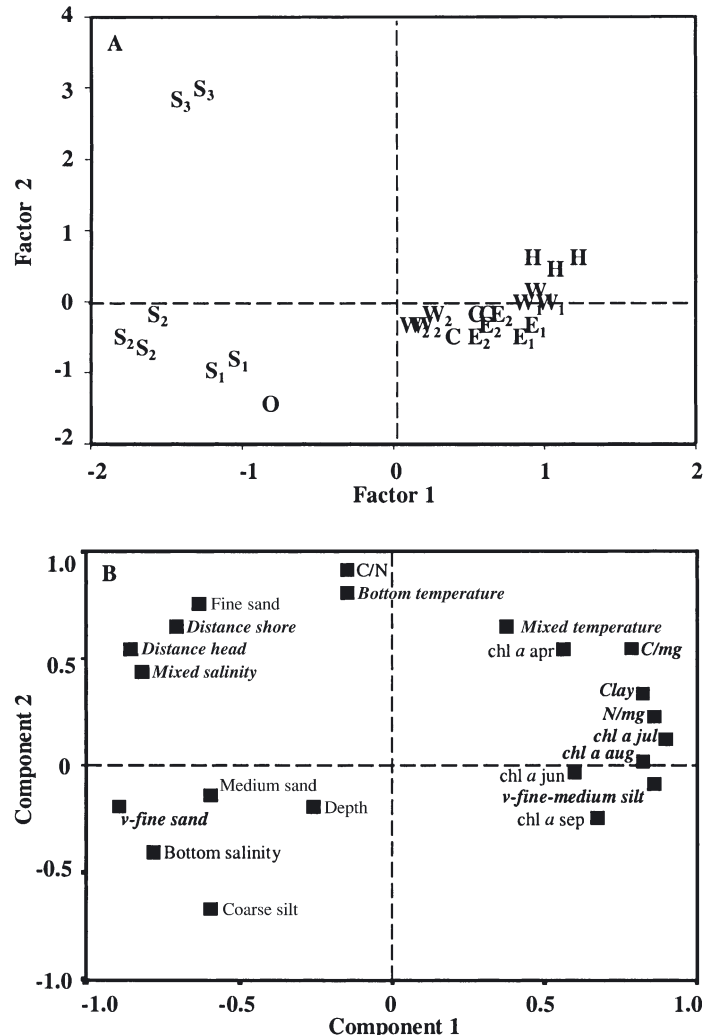 4
A
S3 S3
3
2
Factor 2
1
H H
H
W
W1 W1
0
S2
W2 C C E2
W2 W2 E2 E1
S2 S2
C E2 E1
S1
-1
S1
O
-2
-2 -1 0 1 2
Factor 1
1.0
B
C/N
Bottom temperature
Fine sand
Distance shore
Mixed temperature
Distance head
chl a apr
C/mg
0.5
Mixed salinity
Clay
N/mg
chl a jul
chl a aug
Component 2
0
chl a jun
Medium sand
v-fine-medium silt
v-fine sand
Depth
chl a sep
Bottom salinity
-0.5
Coarse silt
-1.0
-1.0 -0.5 0 0.5 1.0
Component 1